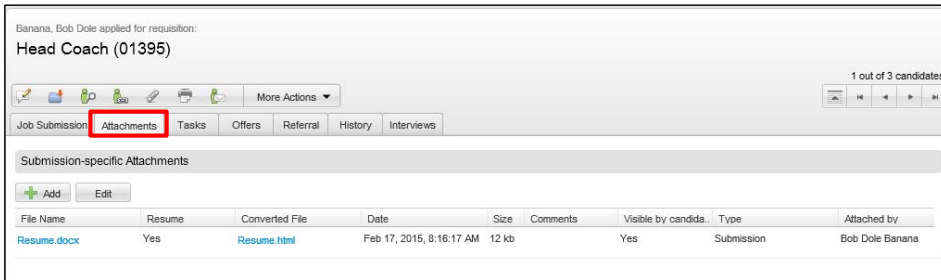 Banana, Bob Dole applied for requisition:
Head Coach (01395)
1 out of 3 candidates
More Actions
Job Submission Attachments Tasks Offers Referral History Interviews
Submission-specific Attachments
Add Edit
File Name Resume Converted File Date Size Comments Visible by candida.. Type Attached by
Resume.docx Yes Resume.html Feb 17, 2015, 8:16:17 AM 12 kb Yes Submission Bob Dole Banana